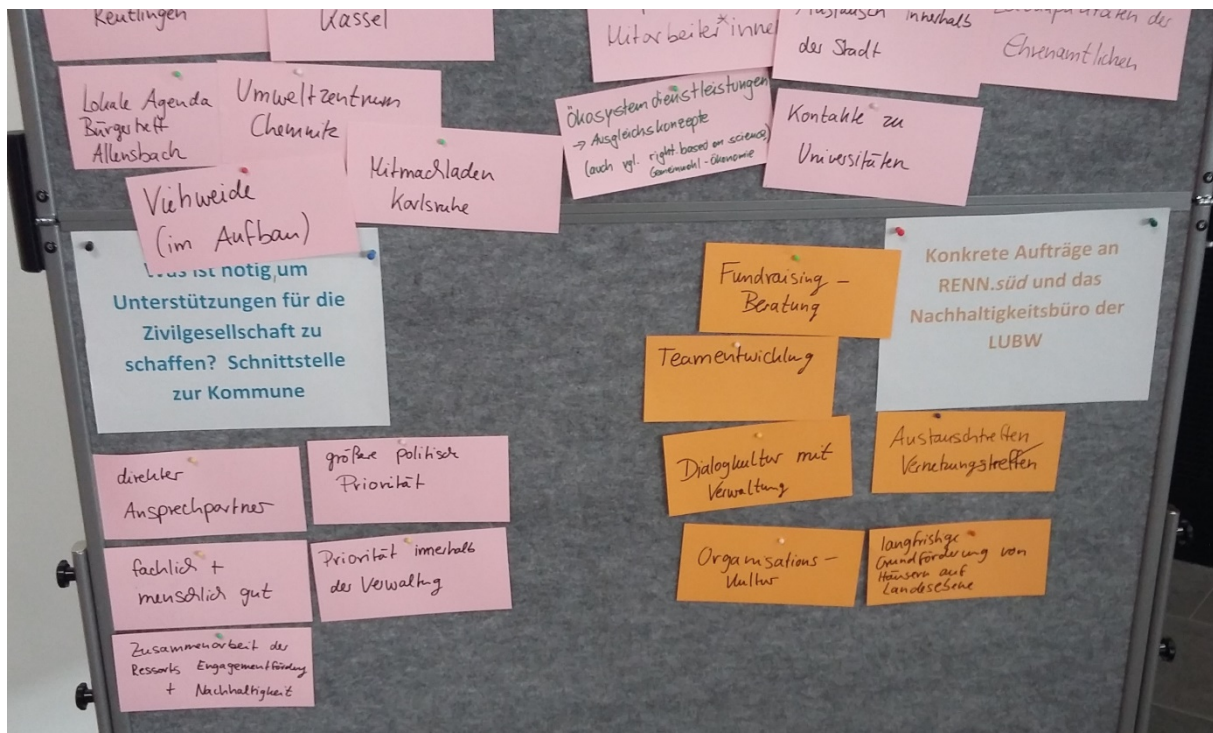 Reutlingen
Kassel
Mitarbeiter*inne
Austausch innerhalb
der Stadt
der
Ehrenamtlichen
Lokale Agenda
Bürgertreff
Allensbach
Umweltzentrum
Chemnitz
Viehweide
(im Aufbau)
Mitmachladen
Karlsruhe
Ökosystemdienstleistungen
→ Ausgleichskonzepte
(auch vgl. right based on science)
Gemeinwohl-Ökonomie
Kontakte zu
Universitäten
Was ist nötig um
Unterstützungen für die
Zivilgesellschaft zu
schaffen? Schnittstelle
zur Kommune
direkter
Ansprechpartner
größere politisch
Priorität
fachlich +
menschlich gut
Priorität innerhalb
der Verwaltung
Zusammenarbeit der
Ressorts Engagementförderung
+ Nachhaltigkeit
Fundraising -
Beratung
Teamentwicklung
Dialogkultur mit
Verwaltung
Organisations -
kultur
Konkrete Aufträge an
RENN.süd und das
Nachhaltigkeitsbüro der
LUBW
Austauschtreffen
Vernetzungstreffen
langfristige
Grundförderung von
Häusern auf
Landesebene